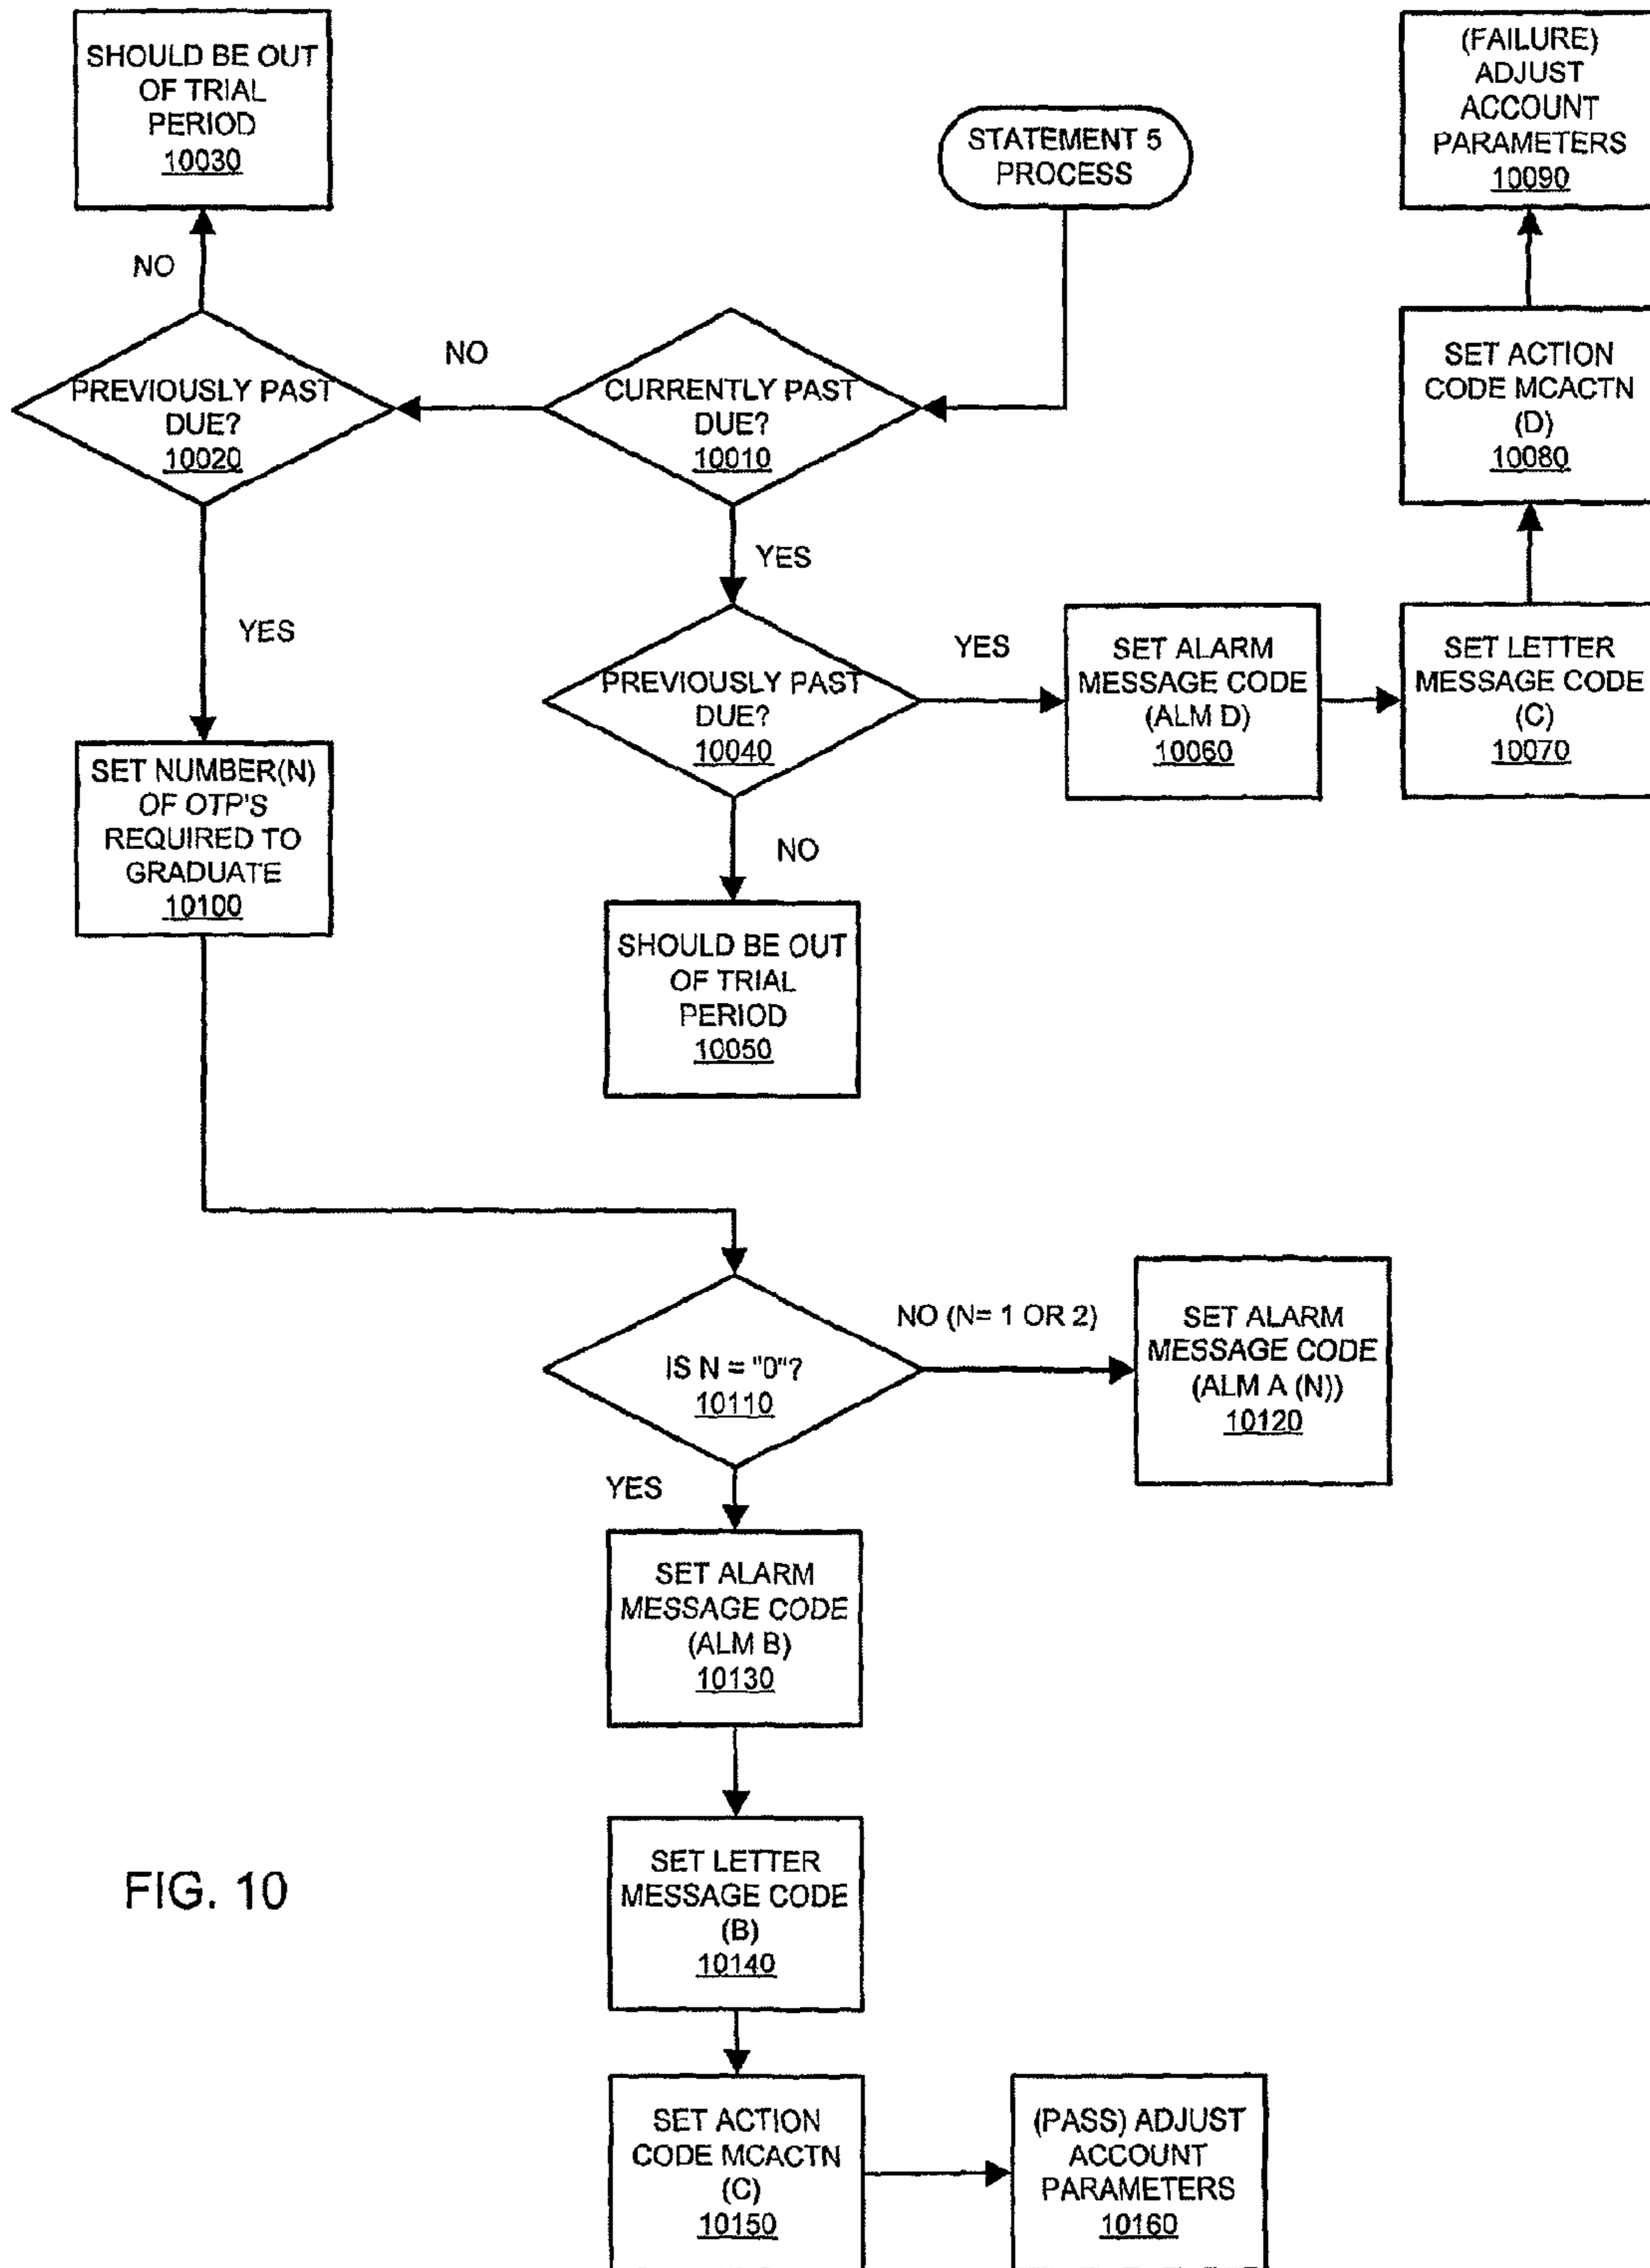 SHOULD BE OUT
OF TRIAL
PERIOD
10030
STATEMENT 5
PROCESS
(FAILURE)
ADJUST
ACCOUNT
PARAMETERS
10090
NO
NO
PREVIOUSLY PAST
DUE?
10020
CURRENTLY PAST
DUE?
10010
SET ACTION
CODE MCACTN
(D)
10080
YES
YES
PREVIOUSLY PAST
DUE?
10040
YES
SET ALARM
MESSAGE CODE
(ALM D)
10060
SET LETTER
MESSAGE CODE
(C)
10070
SET NUMBER(N)
OF OTP'S
REQUIRED TO
GRADUATE
10100
NO
SHOULD BE OUT
OF TRIAL
PERIOD
10050
IS N = "0"?
10110
NO (N= 1 OR 2)
SET ALARM
MESSAGE CODE
(ALM A (N))
10120
YES
SET ALARM
MESSAGE CODE
(ALM B)
10130
SET LETTER
MESSAGE CODE
(B)
10140
FIG. 10
SET ACTION
CODE MCACTN
(C)
10150
(PASS) ADJUST
ACCOUNT
PARAMETERS
10160